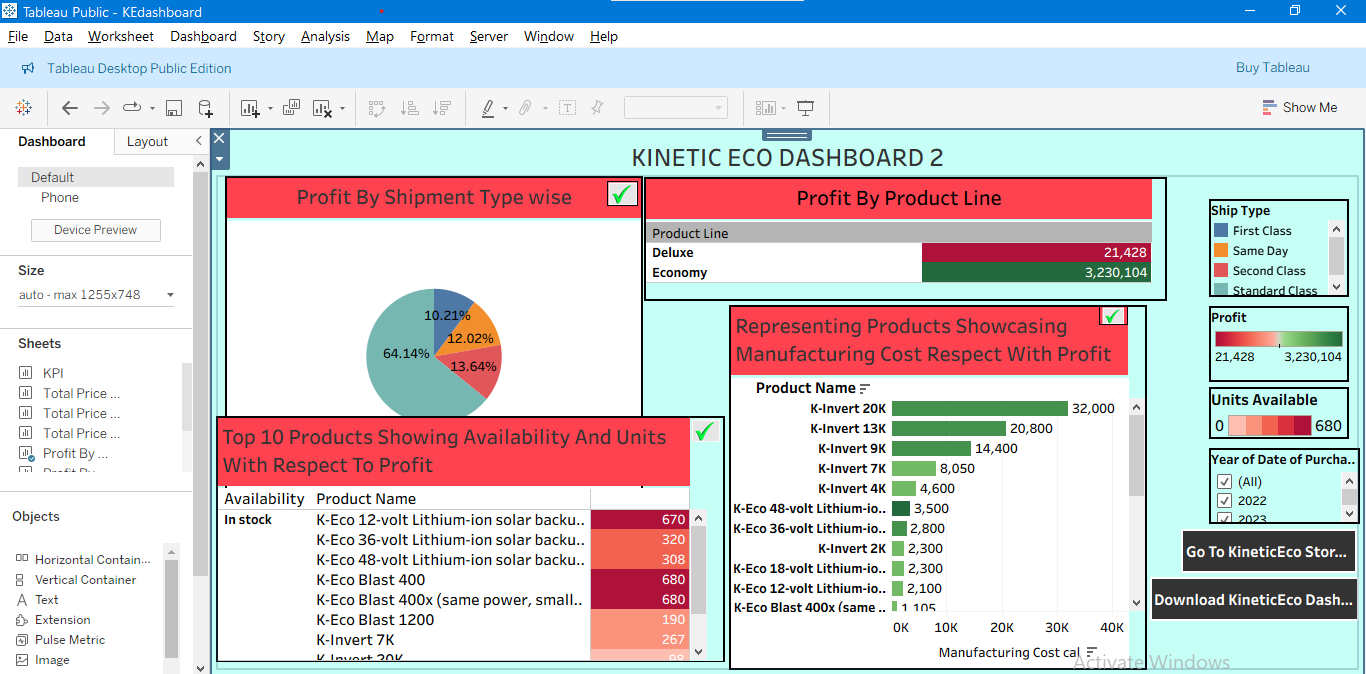 Tableau Public - KEdashboard
File Data Worksheet Dashboard Story Analysis Map Format Server Window Help
Tableau Desktop Public Edition
Buy Tableau
Show Me
Dashboard Layout
Default
Phone
Device Preview
Size
auto - max 1255x748
Sheets
KPI
Total Price ...
Total Price ...
Total Price ...
Profit By ...
Profit By
Objects
Horizontal Contain...
Vertical Container
Text
Extension
Pulse Metric
Image
KINETIC ECO DASHBOARD 2
Profit By Shipment Type wise
10.21%
12.02%
13.64%
64.14%
Profit By Product Line
Product Line
Deluxe 21,428
Economy 3,230,104
Top 10 Products Showing Availability And Units
With Respect To Profit
Availability Product Name
In stock K-Eco 12-volt Lithium-ion solar backu.. 670
K-Eco 36-volt Lithium-ion solar backu.. 320
K-Eco 48-volt Lithium-ion solar backu.. 308
K-Eco Blast 400 680
K-Eco Blast 400x (same power, small.. 680
K-Eco Blast 1200 190
K-Invert 7K 267
K-Invert 20K 98
Representing Products Showcasing
Manufacturing Cost Respect With Profit
Product Name
K-Invert 20K 32,000
K-Invert 13K 20,800
K-Invert 9K 14,400
K-Invert 7K 8,050
K-Invert 4K 4,600
K-Eco 48-volt Lithium-io.. 3,500
K-Eco 36-volt Lithium-io.. 2,800
K-Invert 2K 2,300
K-Eco 18-volt Lithium-io.. 2,300
K-Eco 12-volt Lithium-io.. 2,100
K-Eco Blast 400x (same .. 1,105
0K 10K 20K 30K 40K
Manufacturing Cost cal
Ship Type
First Class
Same Day
Second Class
Standard Class
Profit
21,428 3,230,104
Units Available
0 680
Year of Date of Purcha..
(All)
2022
2023
Go To KineticEco Stor...
Download KineticEco Dash...
Activate Windows